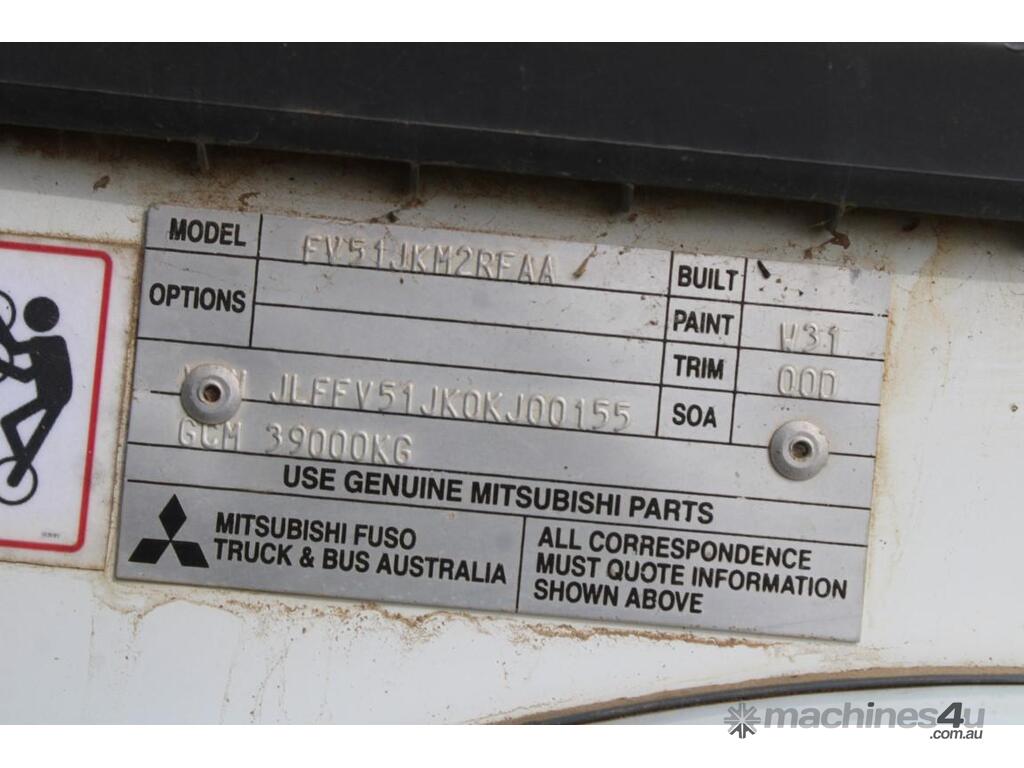 MODEL FV51JKM2RFAA BUILT
OPTIONS PAINT W31
TRIM 00D
JLFFV51JK0KJ00155 SOA
GCM 39000KG
USE GENUINE MITSUBISHI PARTS
MITSUBISHI FUSO
TRUCK & BUS AUSTRALIA
ALL CORRESPONDENCE
MUST QUOTE INFORMATION
SHOWN ABOVE
machines4u
.com.au